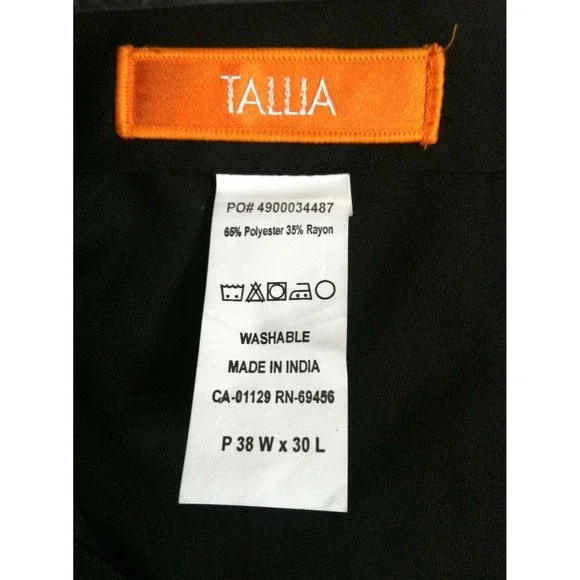 TALLIA
PO# 4900034487
65% Polyester 35% Rayon
WASHABLE
MADE IN INDIA
CA-01129 RN-69456
P 38 W x 30 L